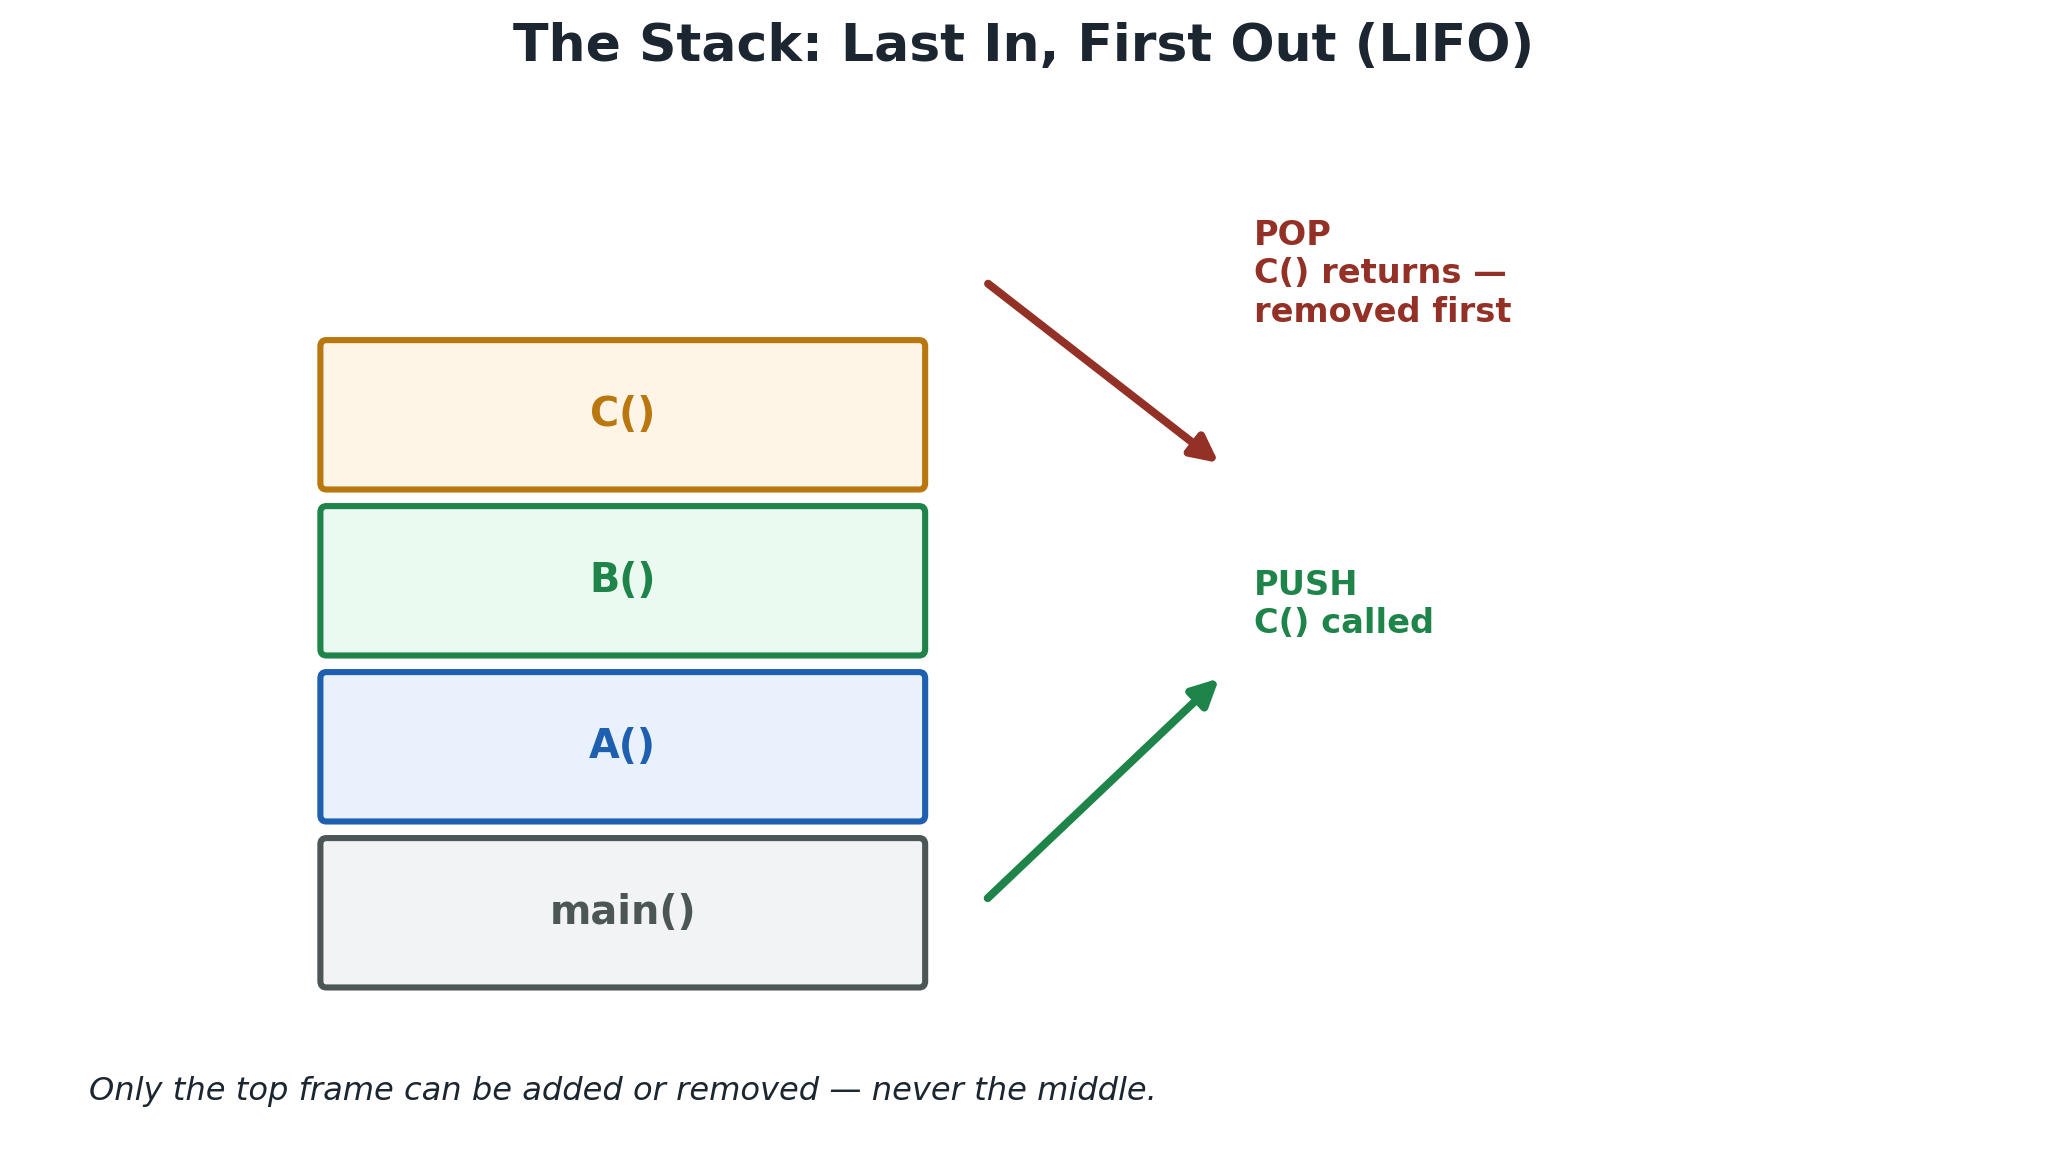 The Stack: Last In, First Out (LIFO)
POP
C() returns —
removed first
C()
B()
PUSH
C() called
A()
main()
Only the top frame can be added or removed — never the middle.